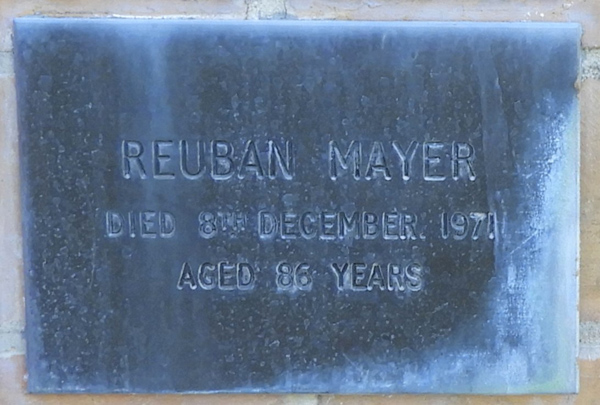 REUBAN MAYER
DIED 8TH DECEMBER 1971
AGED 86 YEARS